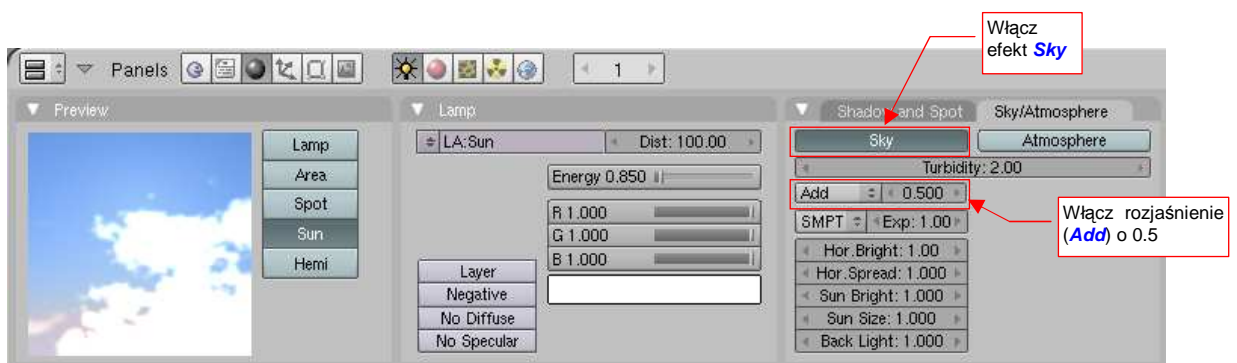 Włącz
efekt Sky
Panels
1
Preview
Lamp
Area
Spot
Sun
Hemi
Lamp
LA:Sun
Dist: 100.00
Energy 0.850
R 1.000
G 1.000
B 1.000
Layer
Negative
No Diffuse
No Specular
Shadow and Spot
Sky/Atmosphere
Sky
Atmosphere
Turbidity: 2.00
Add
0.500
SMPT
Exp: 1.00
Hor.Bright: 1.00
Hor.Spread: 1.000
Sun Bright: 1.000
Sun Size: 1.000
Back Light: 1.000
Włącz rozjaśnienie
(Add) o 0.5